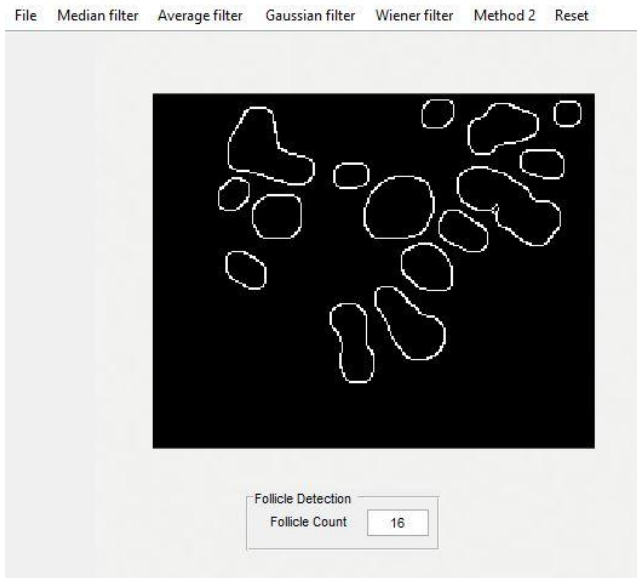 File Median filter Average filter Gaussian filter Wiener filter Method 2 Reset
Follicle Detection
Follicle Count 16